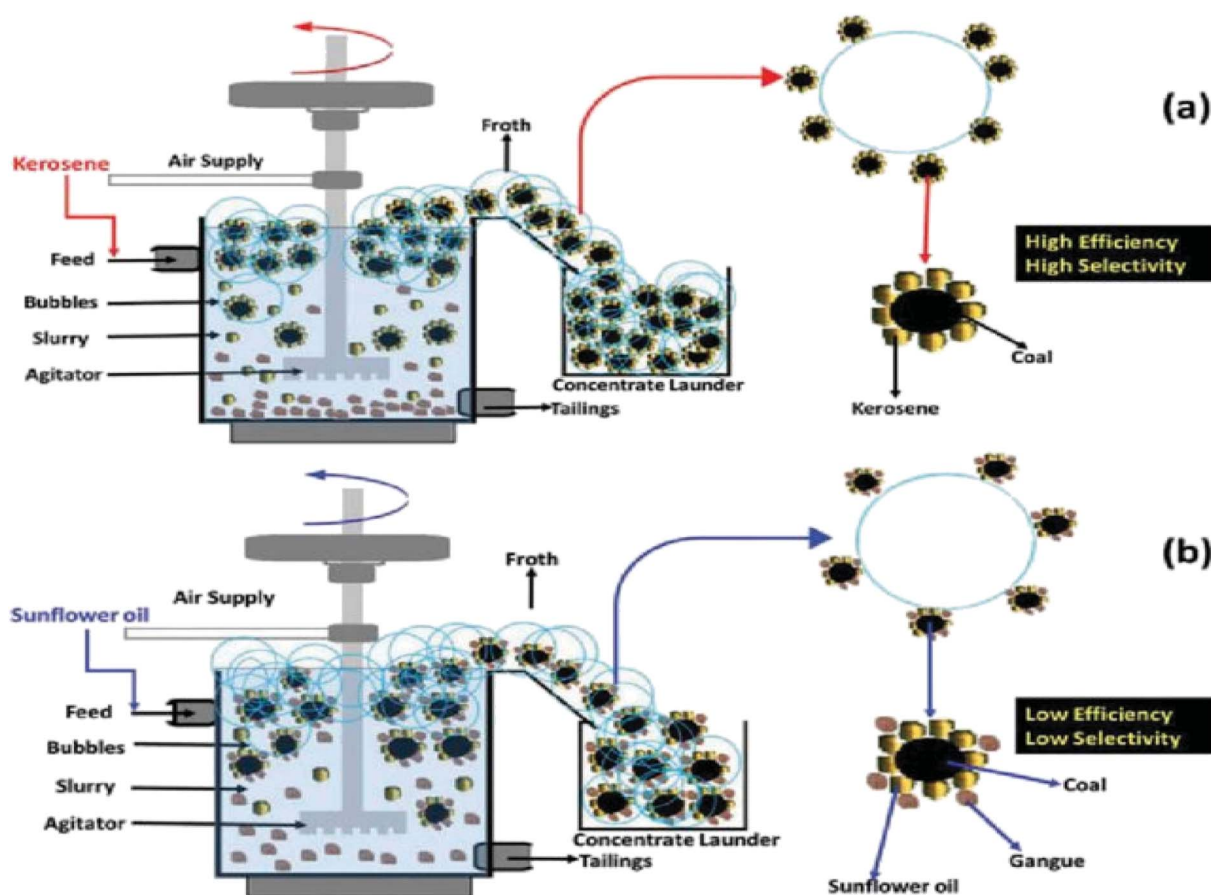 Froth
(a)
Kerosene
Air Supply
Feed
High Efficiency
High Selectivity
Bubbles
Slurry
Coal
Agitator
Concentrate Launder
Tailings
Kerosene
Froth
(b)
Air Supply
Sunflower oil
Feed
Low Efficiency
Low Selectivity
Bubbles
Slurry
Coal
Agitator
Concentrate Launder
Tailings
Gangue
Sunflower oil